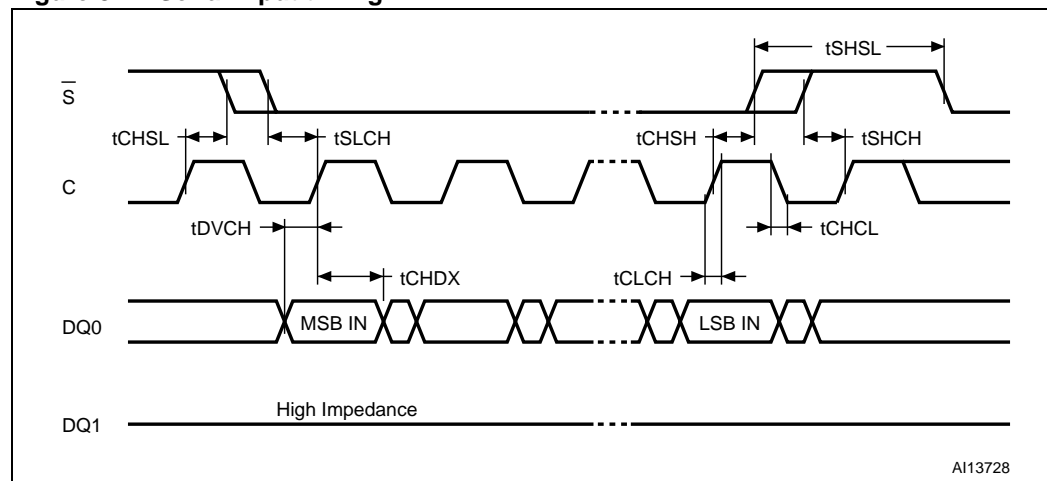 tSHSL
S
tCHSL
tSLCH
tCHSH
tSHCH
C
tDVCH
tCHCL
tCHDX
tCLCH
DQ0
MSB IN
LSB IN
High Impedance
DQ1
AI13728